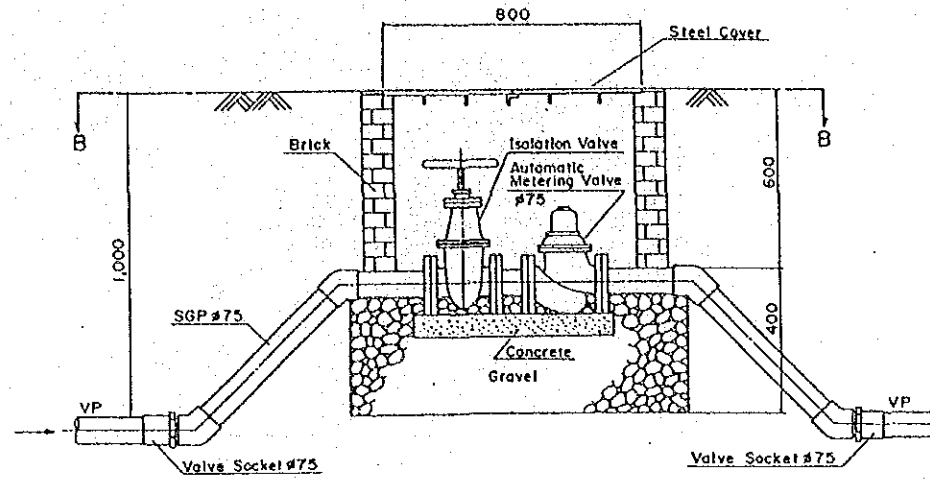 800
Steel Cover
B
B
Brick
Isolation Valve
Automatic
Metering Valve
ø75
600
1,000
SGP ø75
400
Concrete
Gravel
VP
VP
Valve Socket ø75
Valve Socket ø75